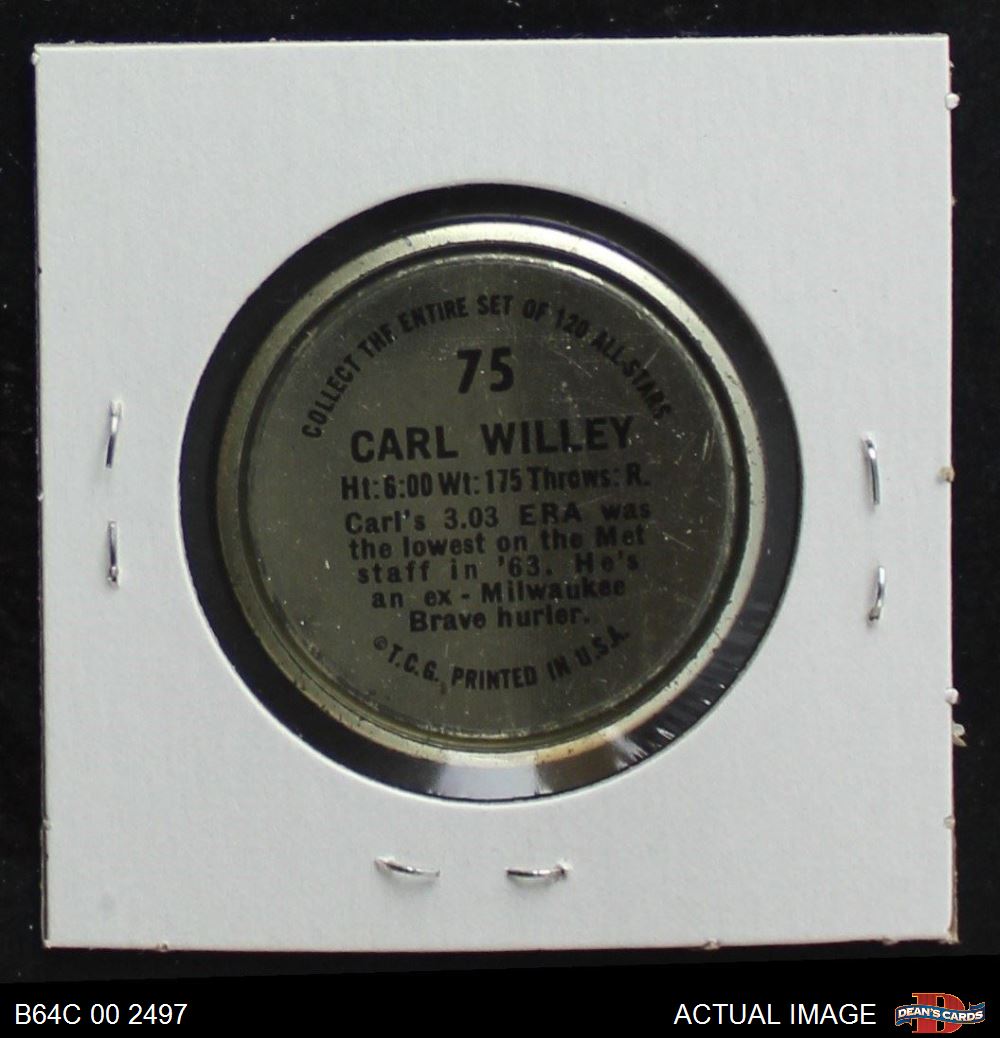 COLLECT THE ENTIRE SET OF 120 ALL-STARS
75
CARL WILLEY
Ht: 6:00 Wt: 175 Throws: R.
Carl's 3.03 ERA was
the lowest on the Met
staff in '63. He's
an ex - Milwaukee
Brave hurler.
©T.C.G. PRINTED IN U.S.A.
B64C 00 2497
ACTUAL IMAGE
DEAN'S CARDS